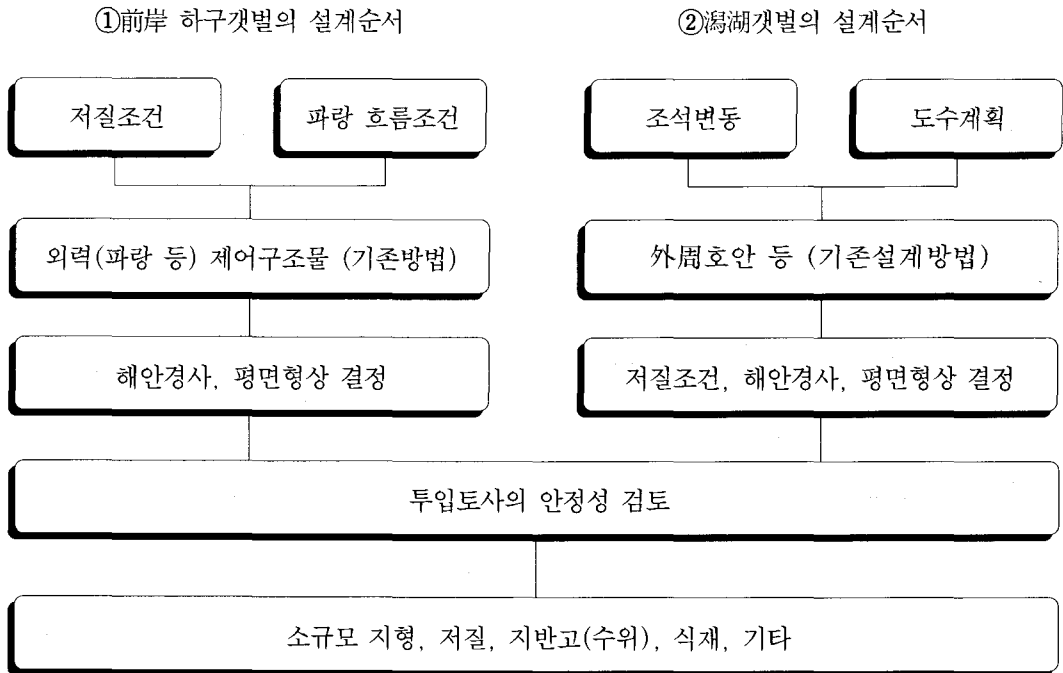 ①前岸 하구갯벌의 설계순서
②潟湖갯벌의 설계순서
저질조건
파랑 흐름조건
조석변동
도수계획
외력(파랑 등) 제어구조물 (기존방법)
外周호안 등 (기존설계방법)
해안경사, 평면형상 결정
저질조건, 해안경사, 평면형상 결정
투입토사의 안정성 검토
소규모 지형, 저질, 지반고(수위), 식재, 기타